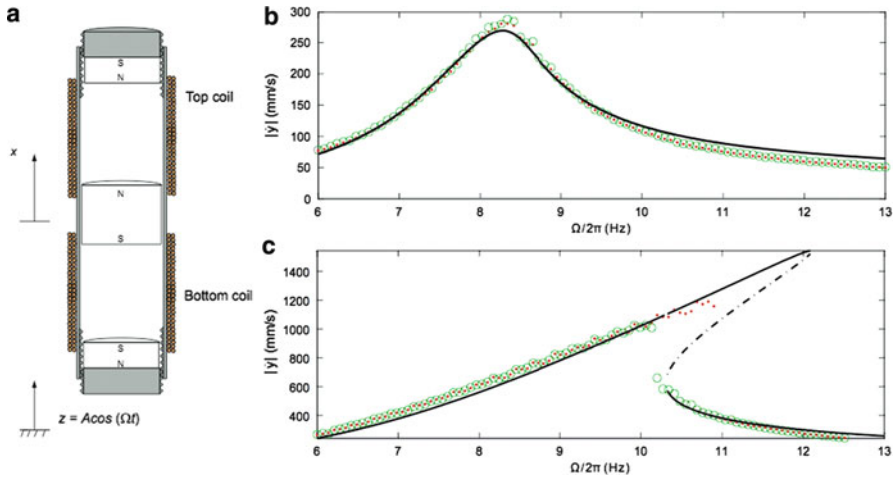 a
S
N
Top coil
x
N
S
Bottom coil
S
N
z = Acos (Ωt)
b
300
250
200
150
100
50
0
|ẏ| (mm/s)
6 7 8 9 10 11 12 13
Ω/2π (Hz)
c
1400
1200
1000
800
600
400
|ẏ| (mm/s)
6 7 8 9 10 11 12 13
Ω/2π (Hz)